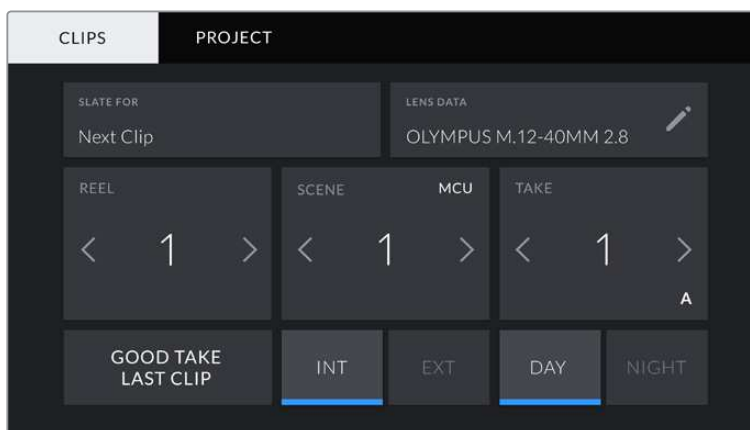 CLIPS PROJECT
SLATE FOR LENS DATA
Next Clip OLYMPUS M.12-40MM 2.8
REEL SCENE MCU TAKE
1 1 1
A
GOOD TAKE
LAST CLIP
INT EXT DAY NIGHT